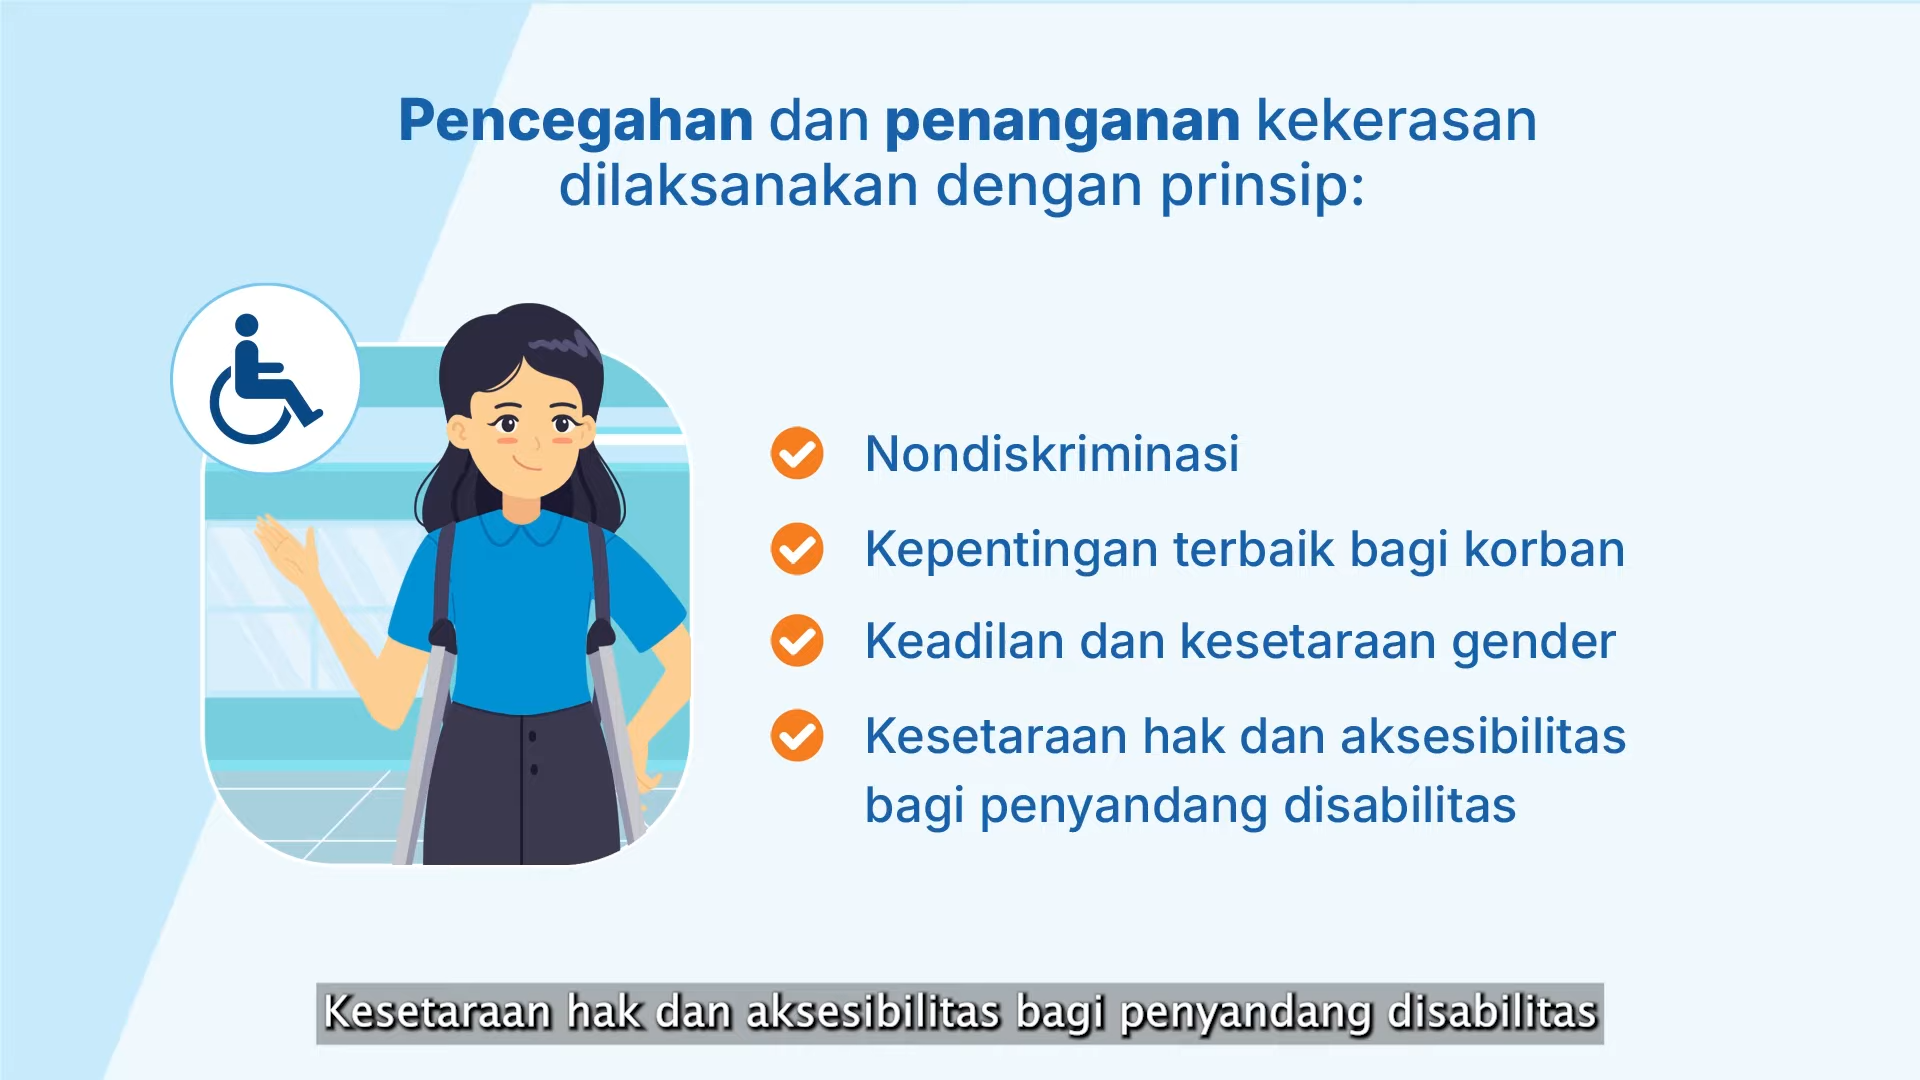 Pencegahan dan penanganan kekerasan
dilaksanakan dengan prinsip:
Nondiskriminasi
Kepentingan terbaik bagi korban
Keadilan dan kesetaraan gender
Kesetaraan hak dan aksesibilitas
bagi penyandang disabilitas
Kesetaraan hak dan aksesibilitas bagi penyandang disabilitas